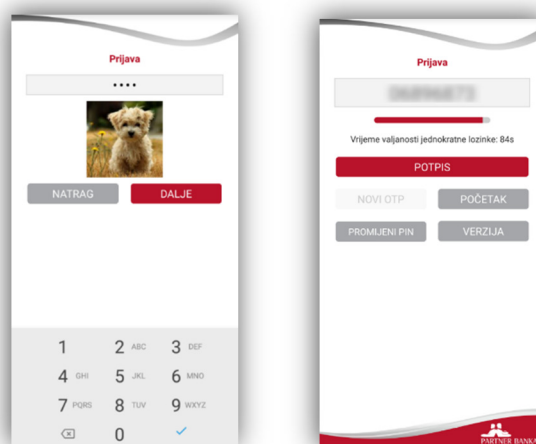 Prijava
••••
NATRAG
DALJE
1
2 ABC
3 DEF
4 GHI
5 JKL
6 MNO
7 PQRS
8 TUV
9 WXYZ
0
Prijava
Vrijeme valjanosti jednokratne lozinke: 84s
POTPIS
NOVI OTP
POČETAK
PROMIJENI PIN
VERZIJA
PARTNER BANKA